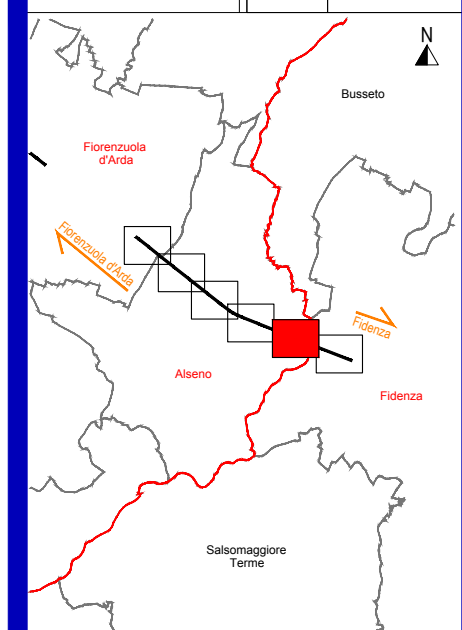 N
Busseto
Fiorenzuola
d'Arda
Fiorenzuola d'Arda
Fidenza
Alseno
Fidenza
Salsomaggiore
Terme